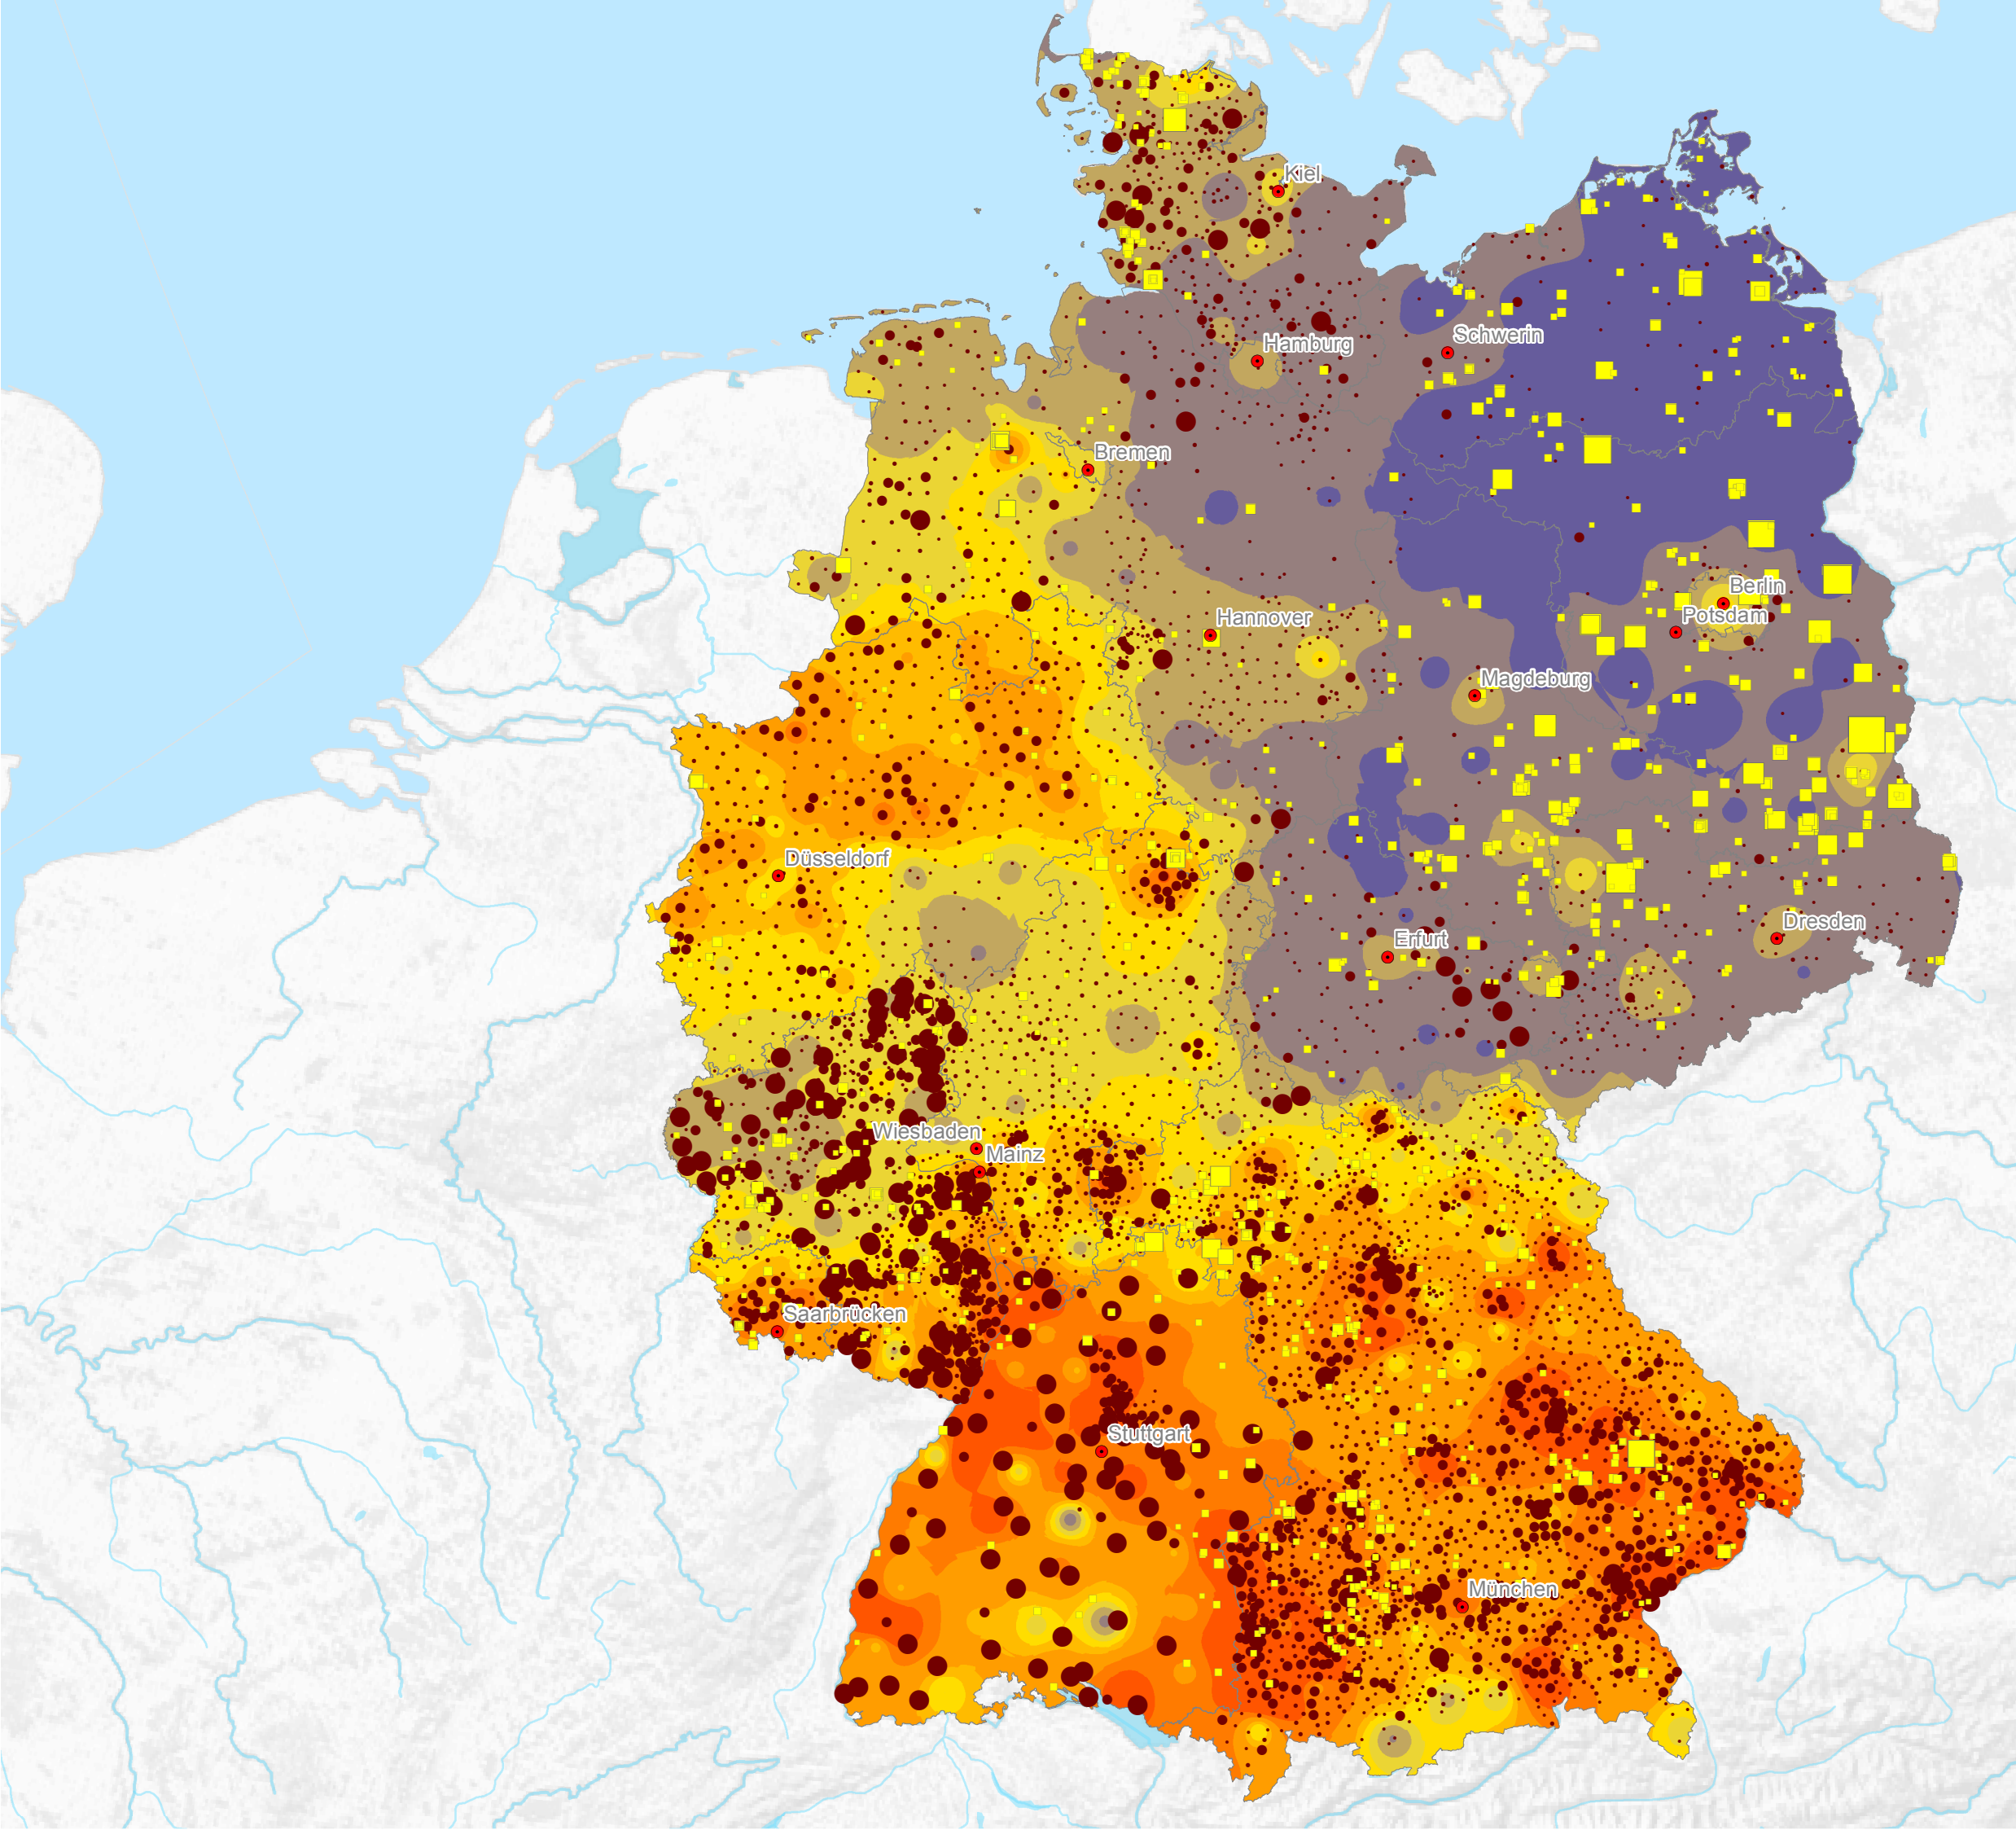 Kiel
Schwerin
Hamburg
Bremen
Berlin
Potsdam
Hannover
Magdeburg
Düsseldorf
Dresden
Erfurt
Wiesbaden
Mainz
Saarbrücken
Stuttgart
München